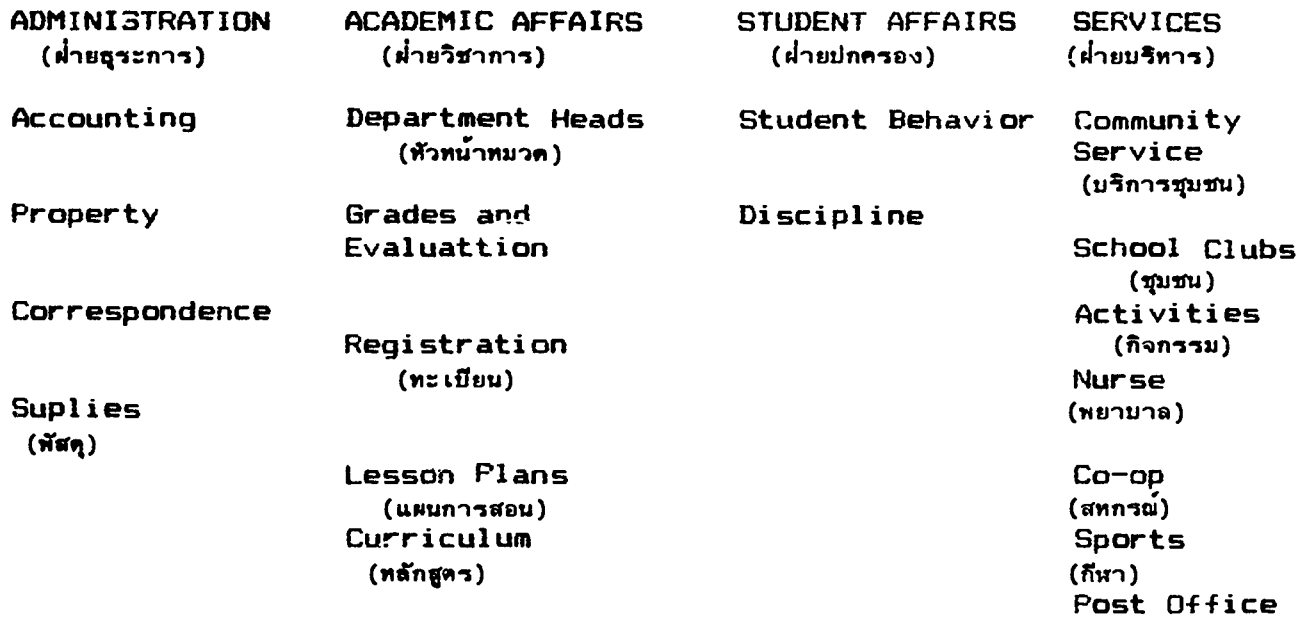 ADMINISTRATION ACADEMIC AFFAIRS STUDENT AFFAIRS SERVICES
(ฝ่ายธุระการ) (ฝ่ายวิชาการ) (ฝ่ายปกครอง) (ฝ่ายบริหาร)
Accounting Department Heads Student Behavior Community
(หัวหน้าหมวด) Service
(บริการชุมชน)
Property Grades and Discipline
Evaluattion School Clubs
(ชุมชน)
Correspondence Activities
Registration (กิจกรรม)
(ทะเบียน) Nurse
Suplies (พยาบาล)
(พัสดุ)
Lesson Plans Co-op
(แผนการสอน) (สหกรณ์)
Curriculum Sports
(หลักสูตร) (กีฬา)
Post Office